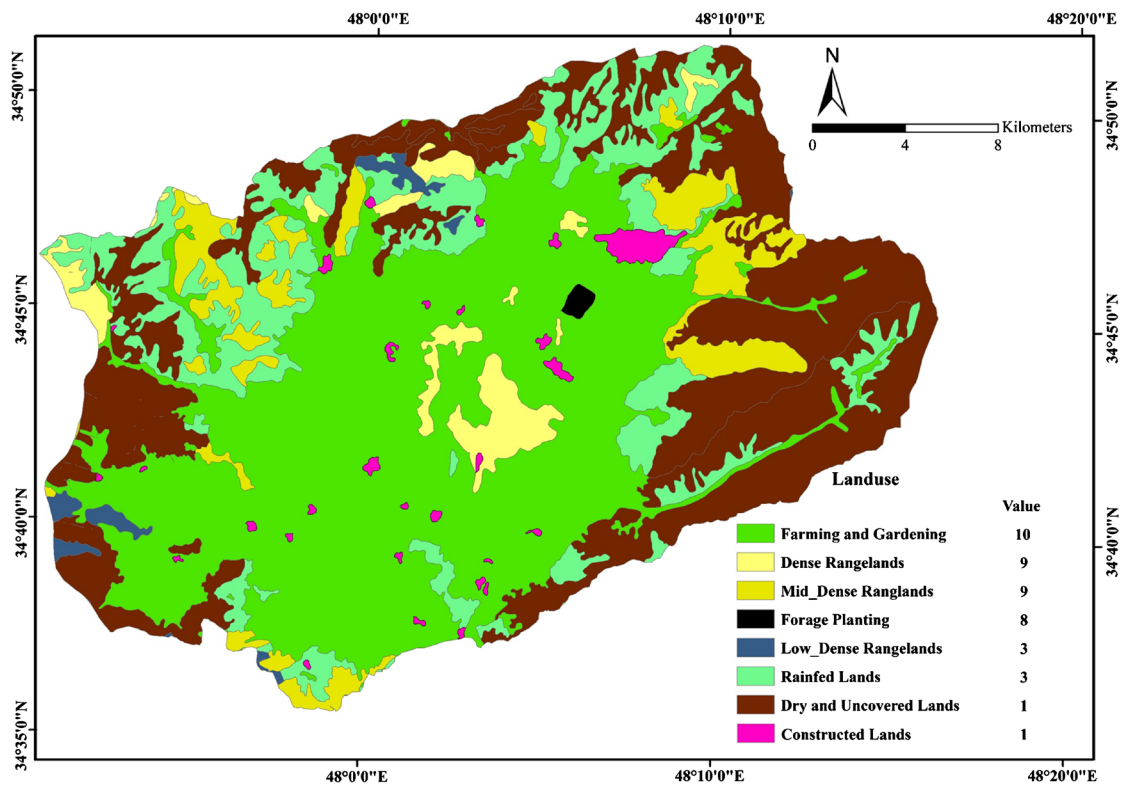 48°0'0"E
48°10'0"E
48°20'0"E
N
Kilometers
0
4
8
34°50'0"N
34°50'0"N
34°45'0"N
34°45'0"N
34°40'0"N
34°40'0"N
34°35'0"N
Landuse
Value
Farming and Gardening 10
Dense Rangelands 9
Mid_Dense Ranglands 9
Forage Planting 8
Low_Dense Rangelands 3
Rainfed Lands 3
Dry and Uncovered Lands 1
Constructed Lands 1
48°0'0"E
48°10'0"E
48°20'0"E